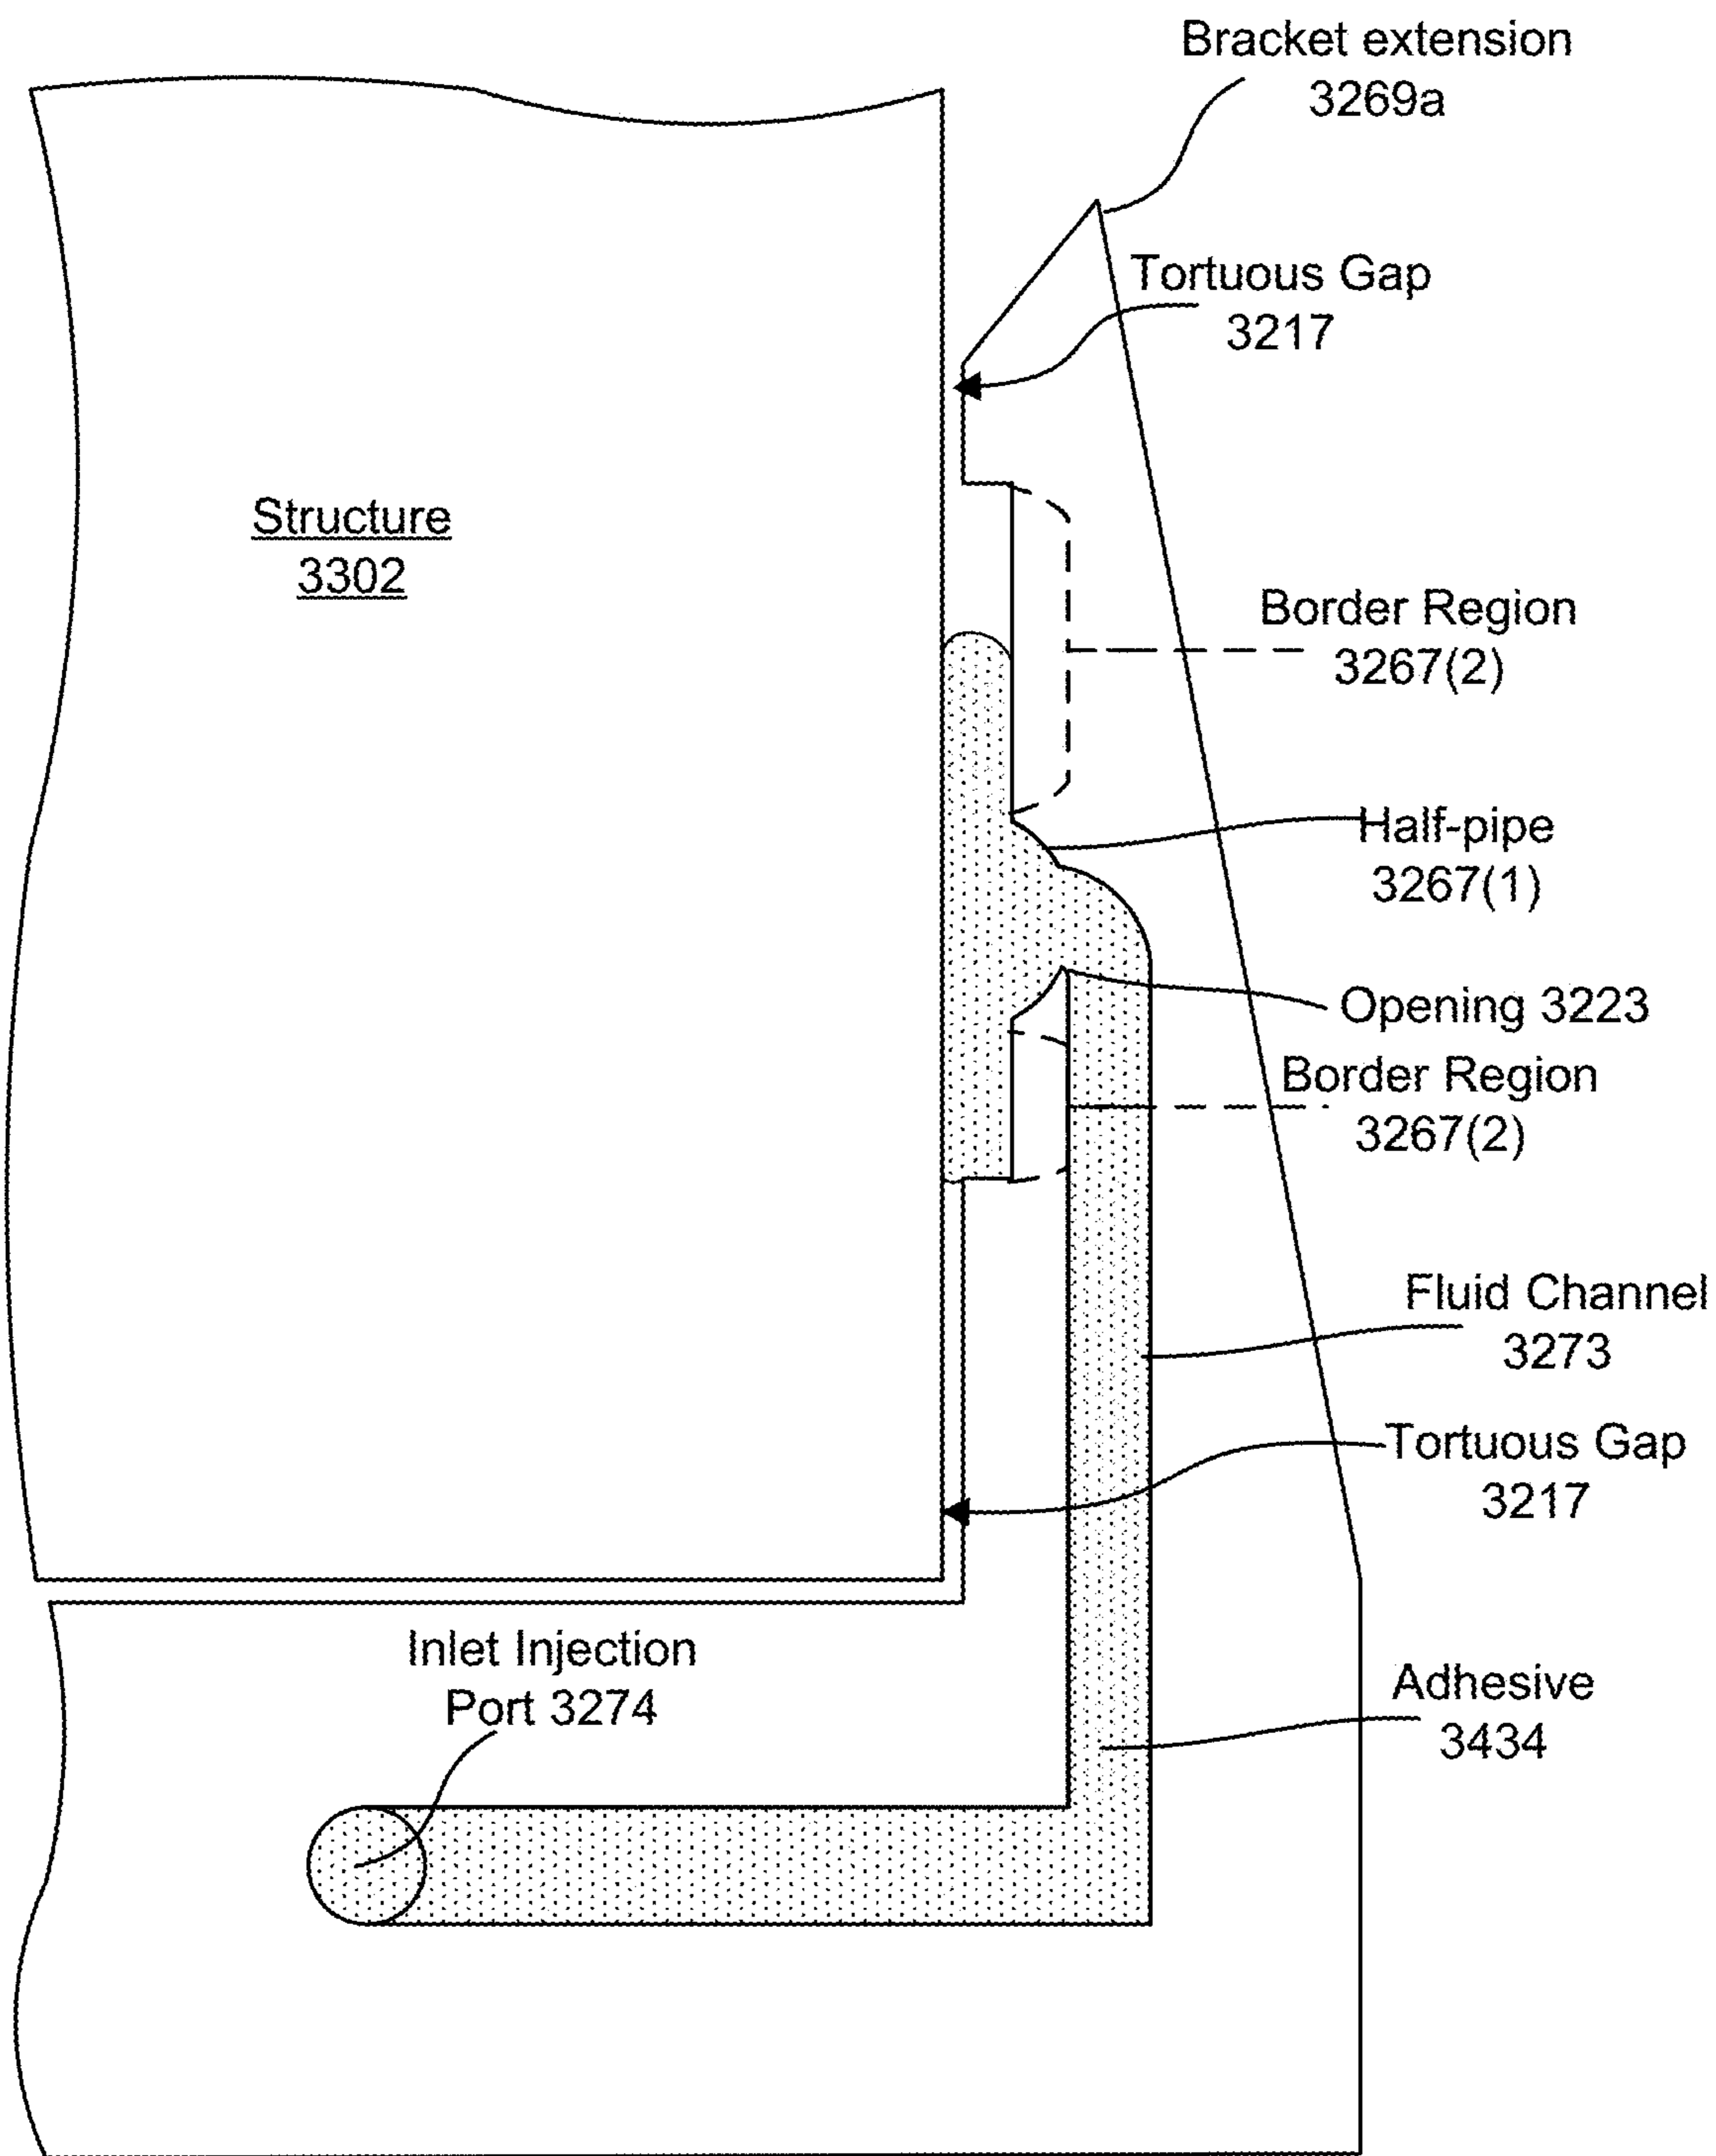 Bracket extension
3269a
Tortuous Gap
3217
Structure
3302
Border Region
3267(2)
Half-pipe
3267(1)
Opening 3223
Border Region
3267(2)
Fluid Channel
3273
Tortuous Gap
3217
Inlet Injection
Port 3274
Adhesive
3434